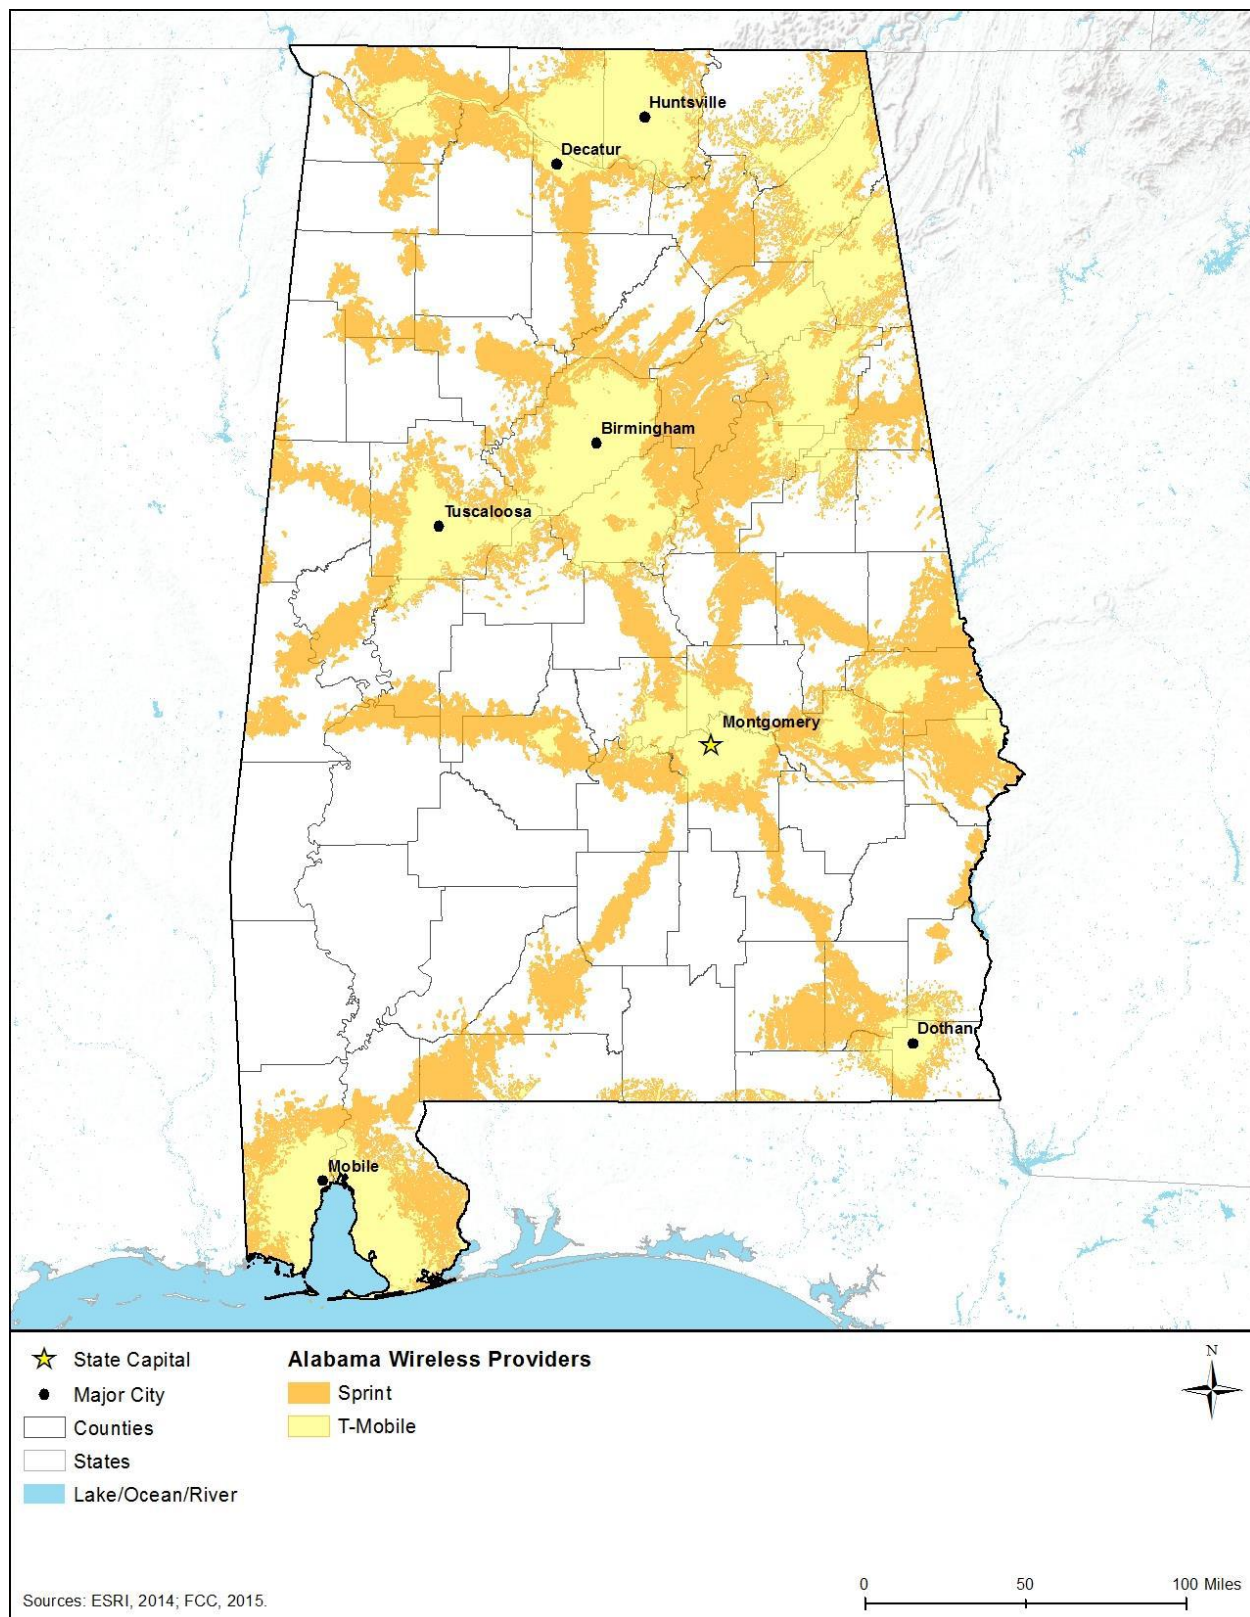 Huntsville
Decatur
Birmingham
Tuscaloosa
Montgomery
Dothan
Mobile
State Capital
Major City
Counties
States
Lake/Ocean/River
Alabama Wireless Providers
Sprint
T-Mobile
N
Sources: ESRI, 2014; FCC, 2015.
0 50 100 Miles